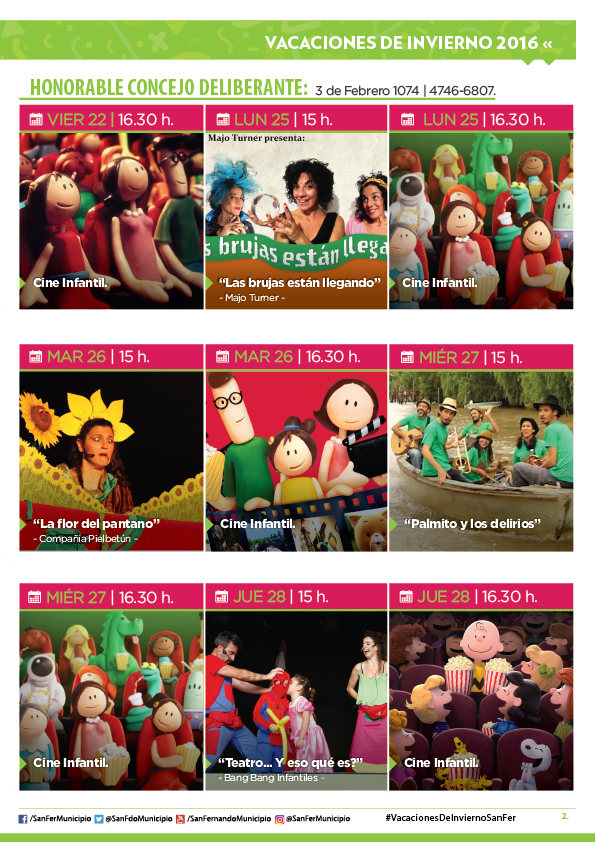 VACACIONES DE INVIERNO 2016 «
HONORABLE CONCEJO DELIBERANTE: 3 de Febrero 1074 | 4746-6807.
VIER 22 | 16.30 h.
Cine Infantil.
LUN 25 | 15 h.
Majo Turner presenta:
s brujas están llega
“Las brujas están llegando”
- Majo Turner -
LUN 25 | 16.30 h.
Cine Infantil.
MAR 26 | 15 h.
“La flor del pantano”
- Compañía Pielbetún -
MAR 26 | 16.30 h.
Cine Infantil.
MIÉR 27 | 15 h.
“Palmito y los delirios”
MIÉR 27 | 16.30 h.
Cine Infantil.
JUE 28 | 15 h.
“Teatro... Y eso qué es?”
- Bang Bang Infantiles -
JUE 28 | 16.30 h.
Cine Infantil.
/SanFerMunicipio @SanFdoMunicipio /SanFernandoMunicipio @SanFerMunicipio #VacacionesDeInviernoSanFer 2.